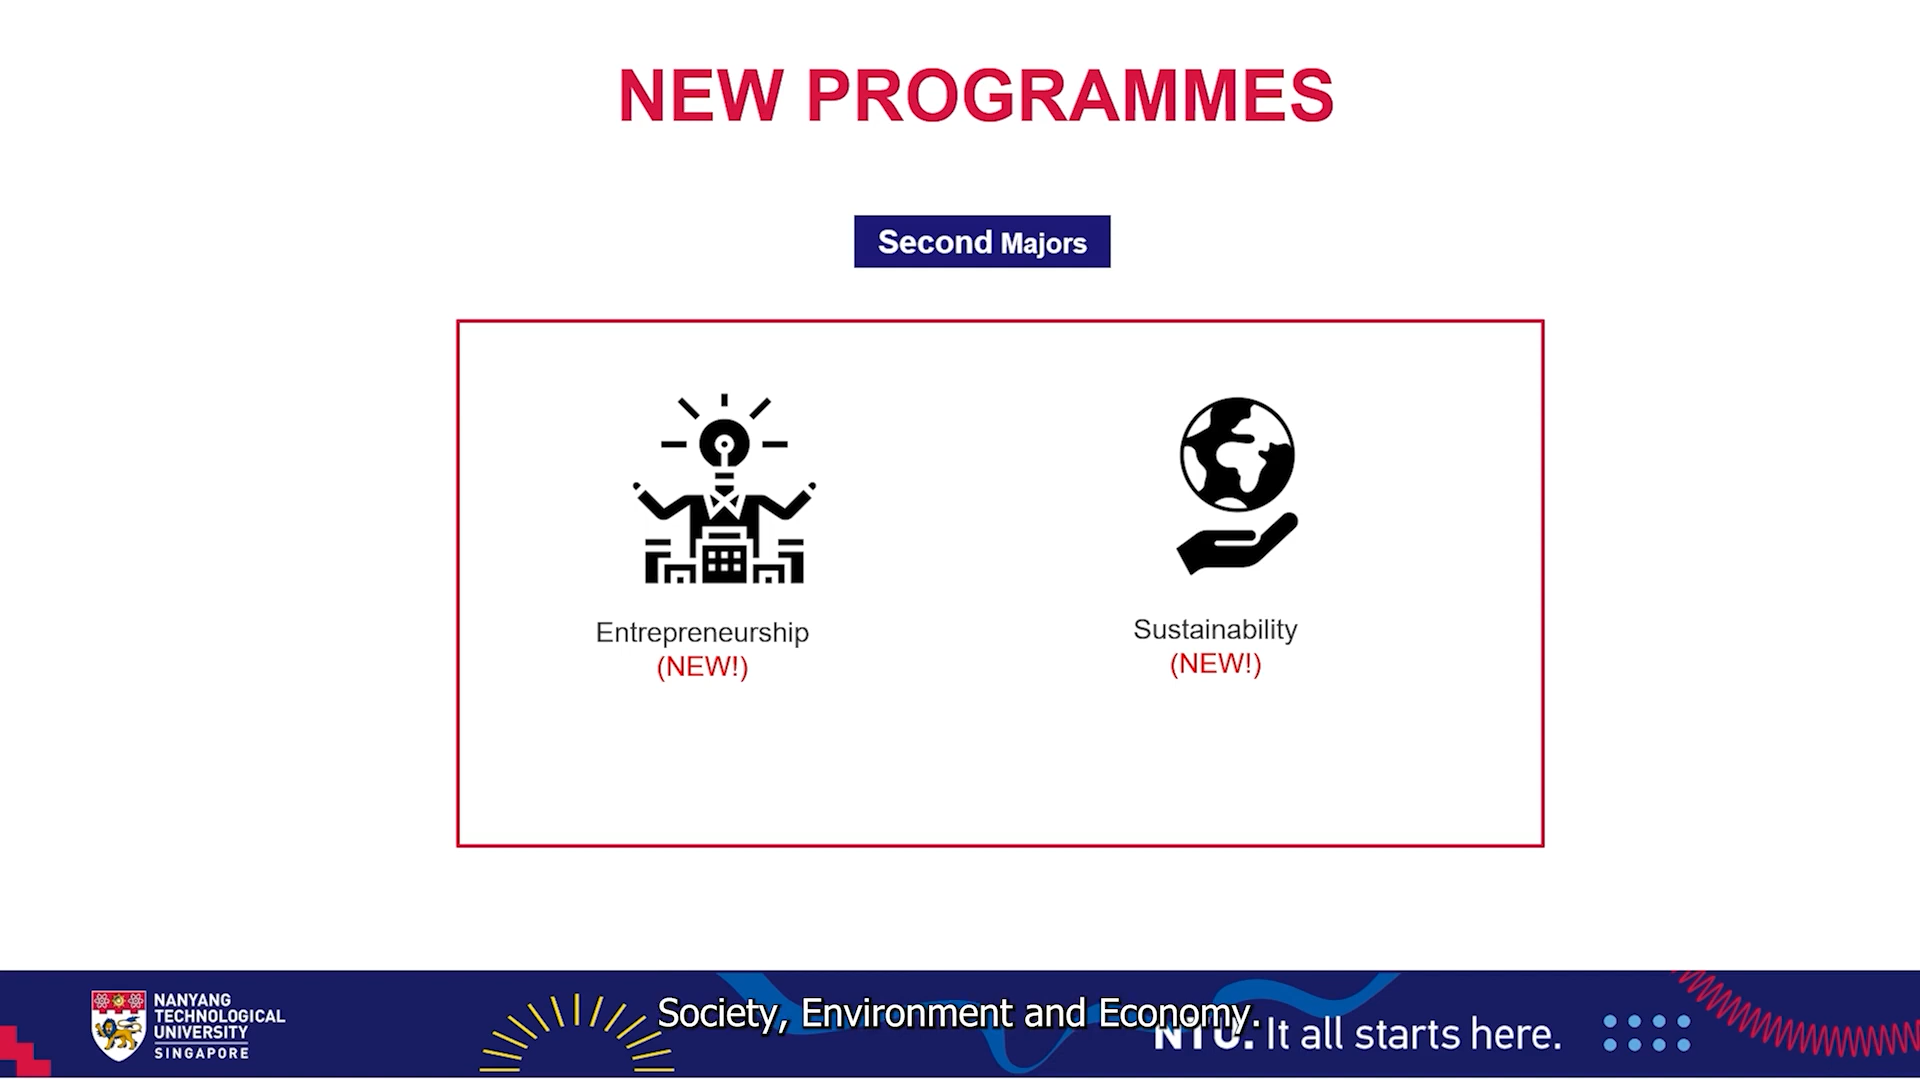 NEW PROGRAMMES
Second Majors
Entrepreneurship
(NEW!)
Sustainability
(NEW!)
NANYANG
TECHNOLOGICAL
UNIVERSITY
SINGAPORE
Society, Environment and Economy.
NTU. It all starts here.